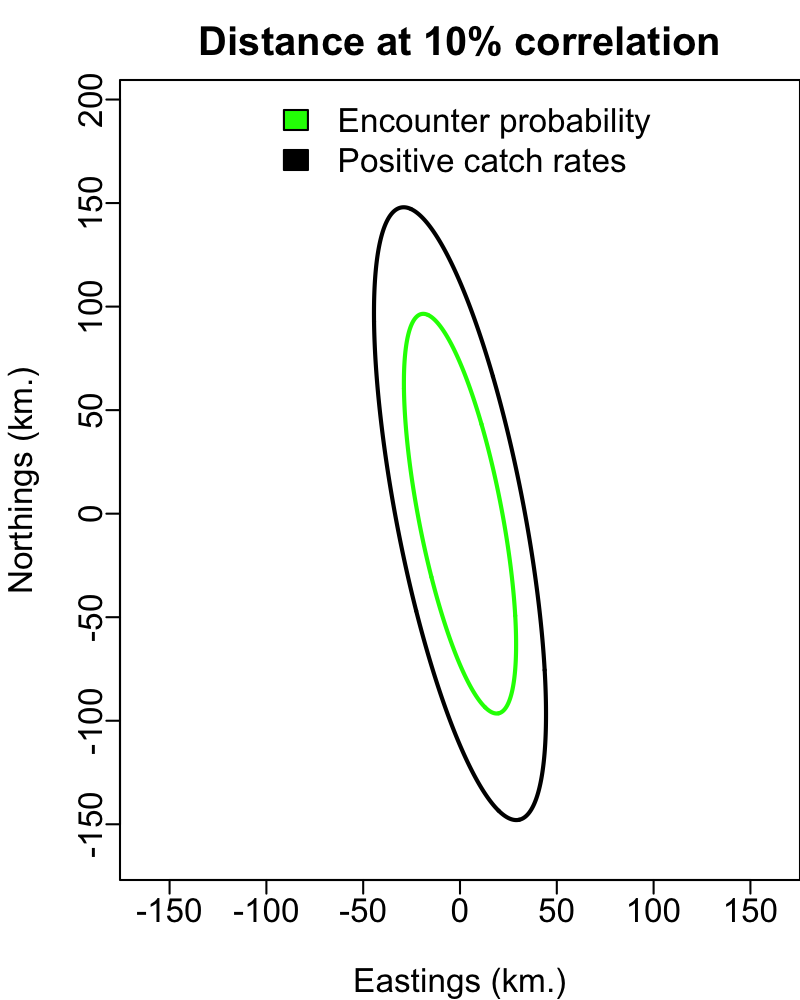 Distance at 10% correlation
Encounter probability
Positive catch rates
200
150
100
50
0
-50
-100
-150
Northings (km.)
-150 -100 -50 0 50 100 150
Eastings (km.)